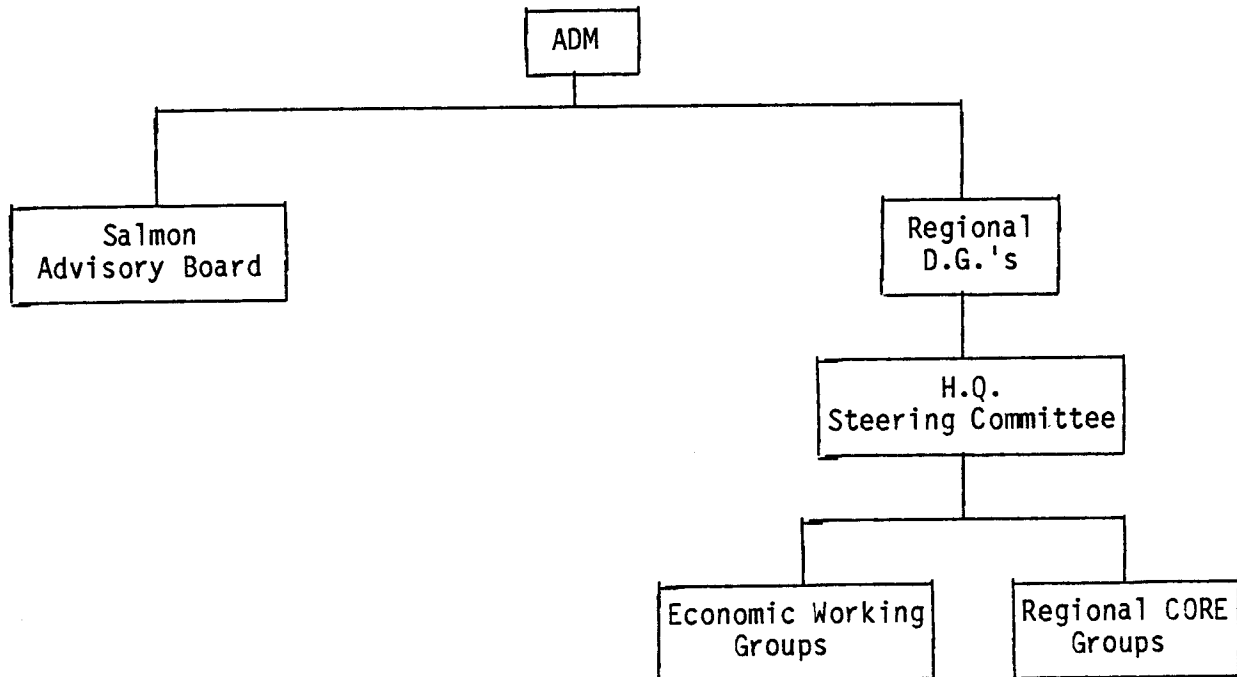 ADM
Salmon
Advisory Board
Regional
D.G.'s
H.Q.
Steering Committee
Economic Working
Groups
Regional CORE
Groups